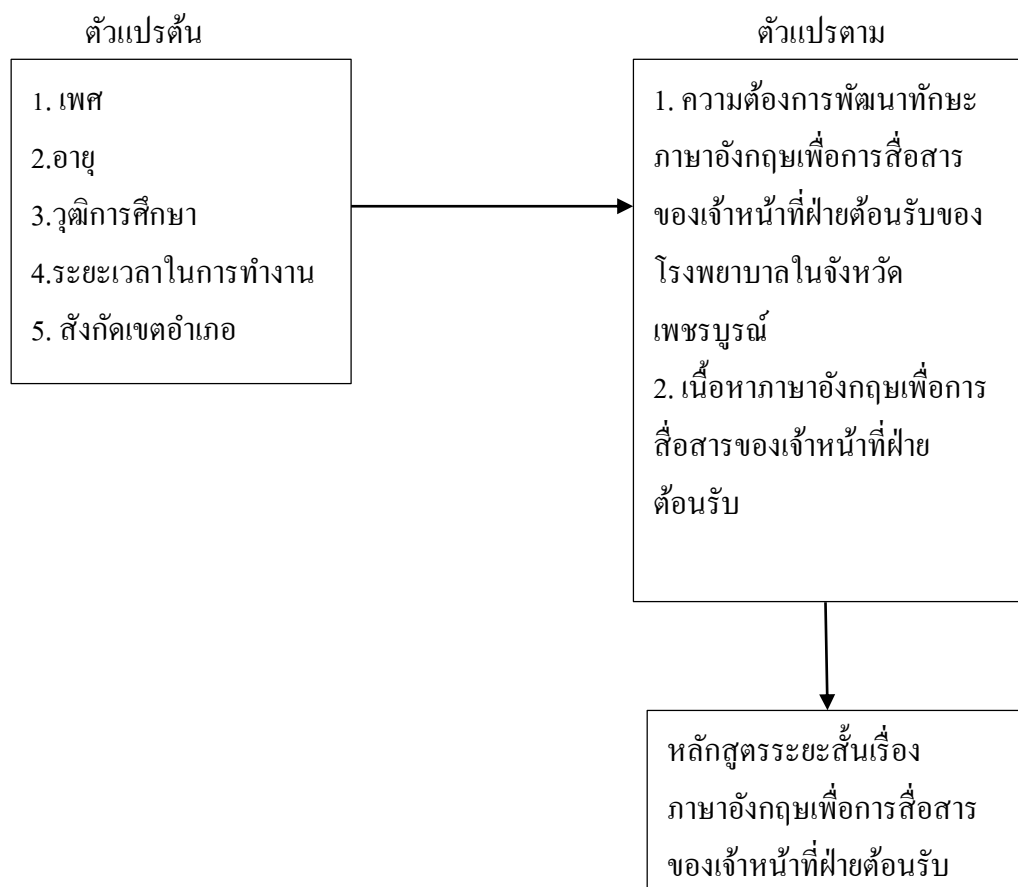 ตัวแปรต้น
1. เพศ
2.อายุ
3.วุฒิการศึกษา
4.ระยะเวลาในการทำงาน
5. สังกัดเขตอำเภอ
ตัวแปรตาม
1. ความต้องการพัฒนาทักษะ
ภาษาอังกฤษเพื่อการสื่อสาร
ของเจ้าหน้าที่ฝ่ายต้อนรับของ
โรงพยาบาลในจังหวัด
เพชรบูรณ์
2. เนื้อหาภาษาอังกฤษเพื่อการ
สื่อสารของเจ้าหน้าที่ฝ่าย
ต้อนรับ
หลักสูตรระยะสั้นเรื่อง
ภาษาอังกฤษเพื่อการสื่อสาร
ของเจ้าหน้าที่ฝ่ายต้อนรับ